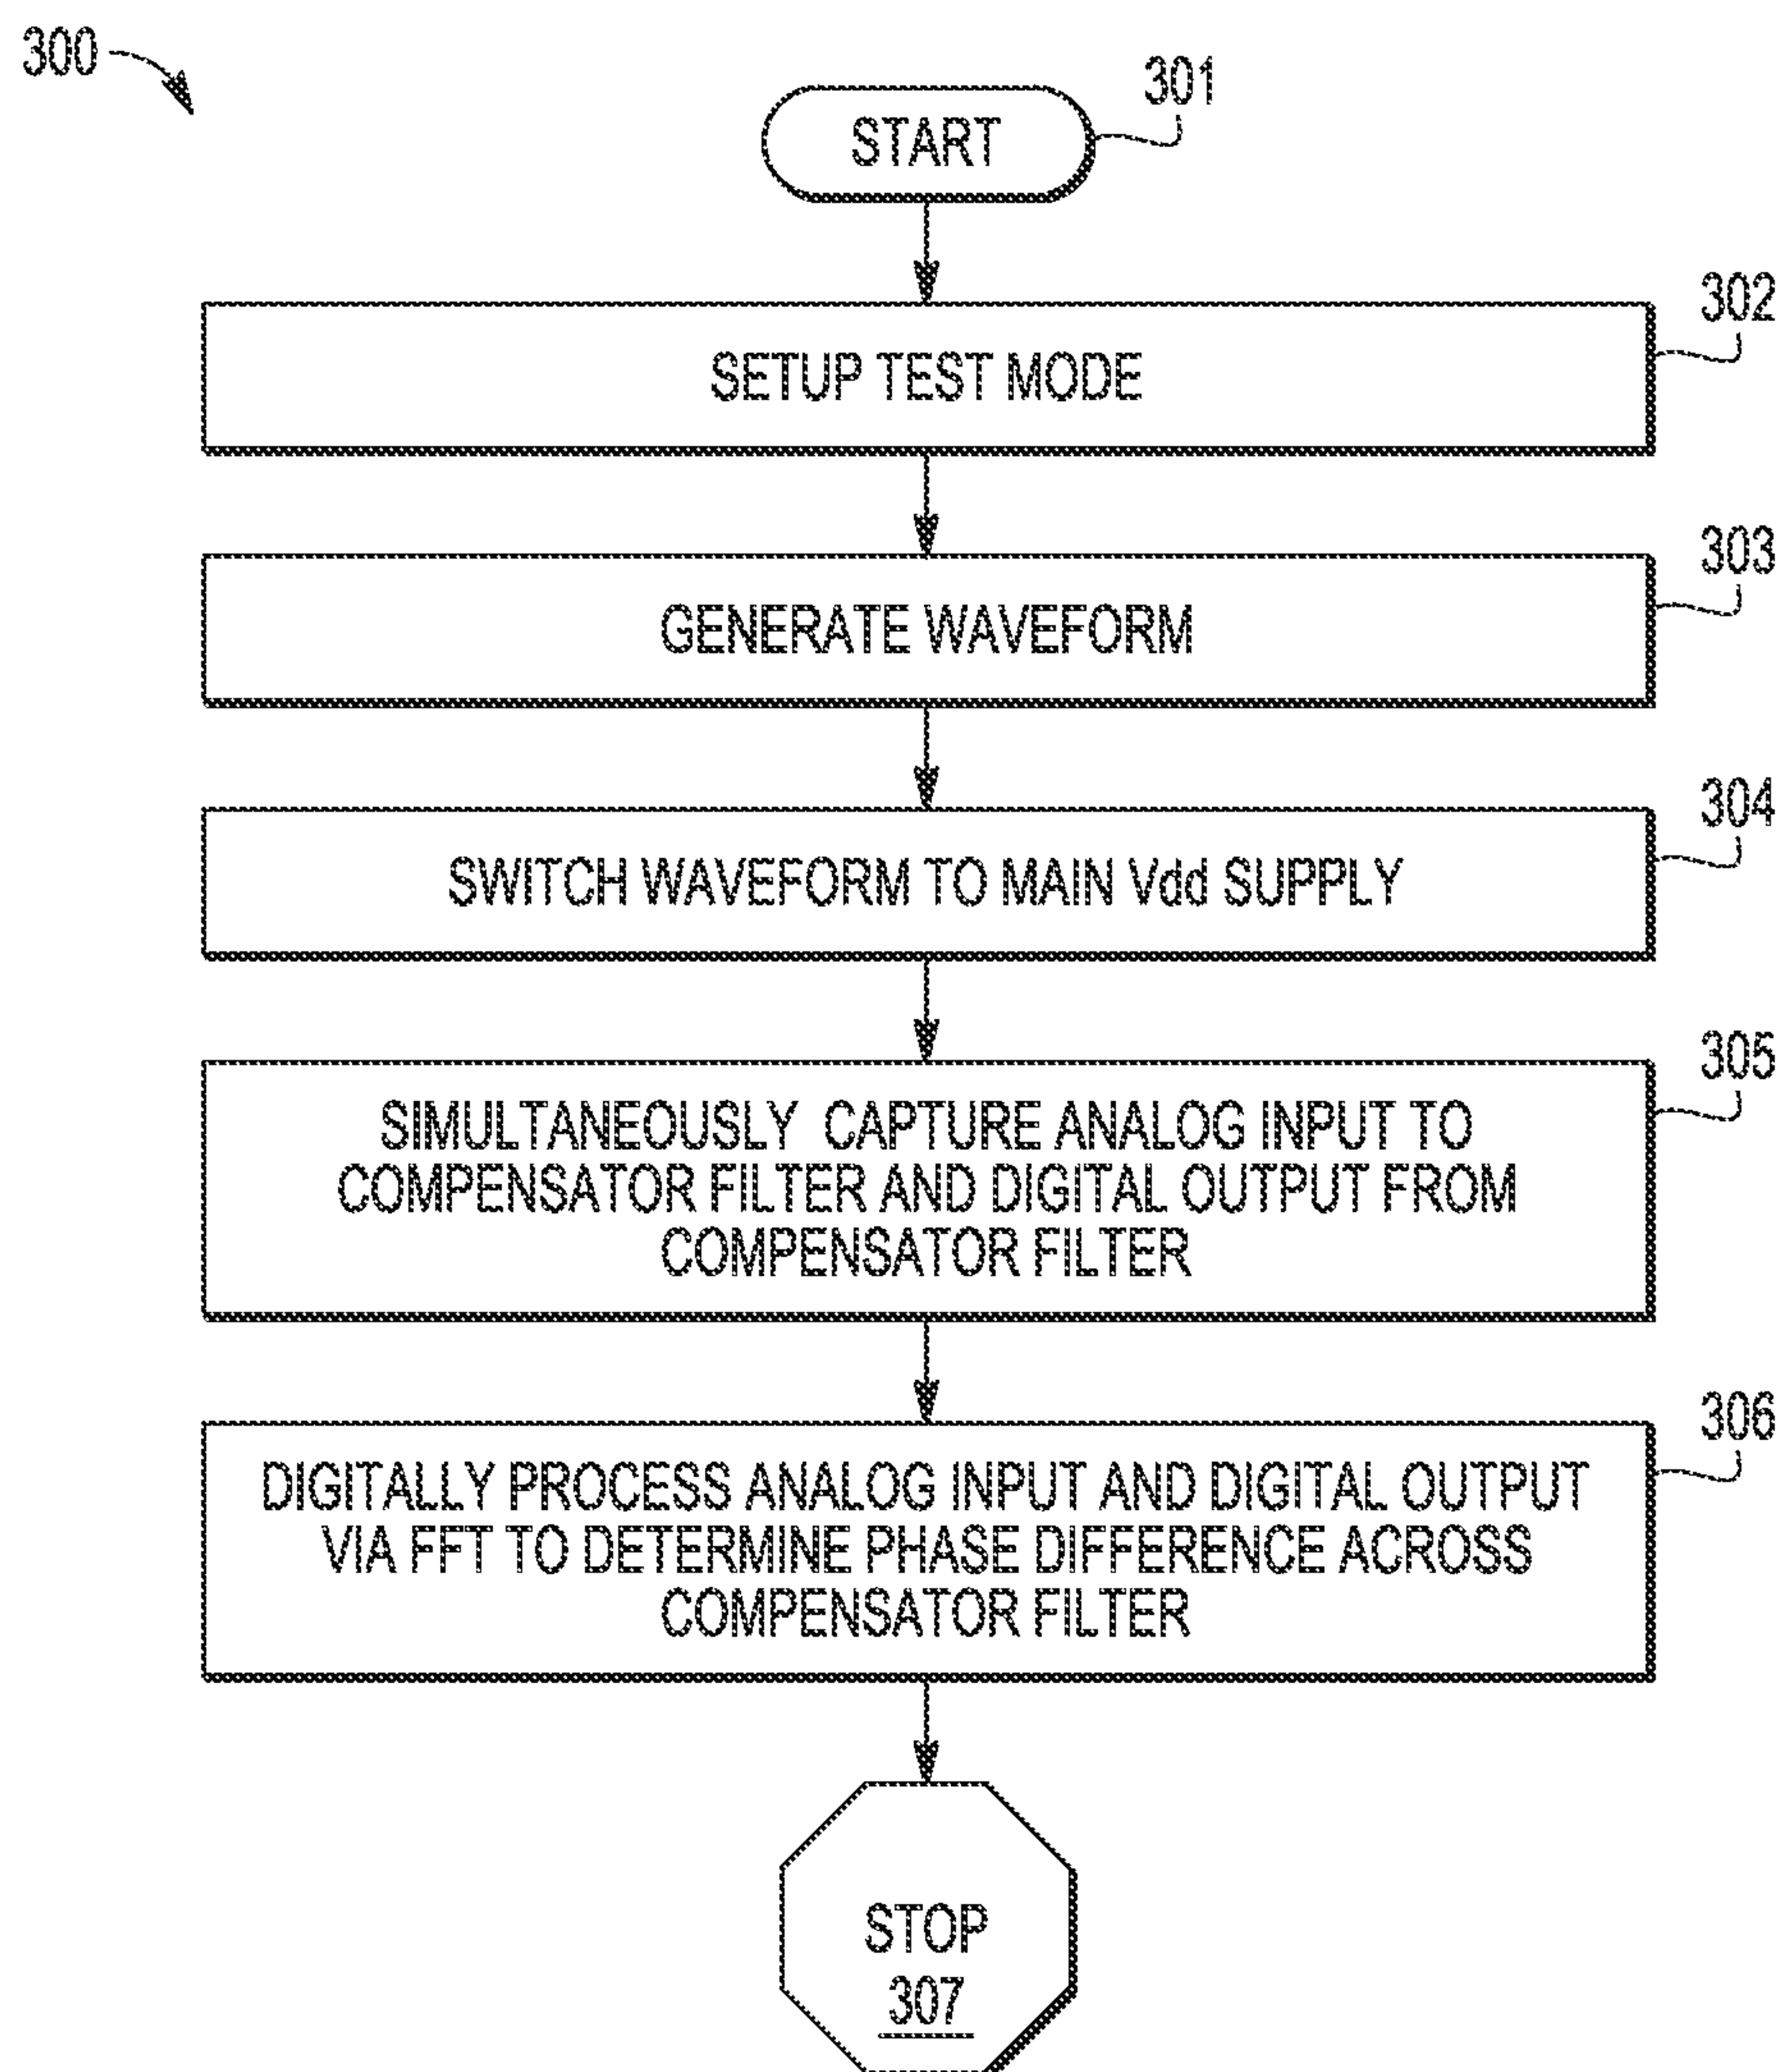 300
301
START
302
SETUP TEST MODE
303
GENERATE WAVEFORM
304
SWITCH WAVEFORM TO MAIN Vdd SUPPLY
305
SIMULTANEOUSLY CAPTURE ANALOG INPUT TO
COMPENSATOR FILTER AND DIGITAL OUTPUT FROM
COMPENSATOR FILTER
306
DIGITALLY PROCESS ANALOG INPUT AND DIGITAL OUTPUT
VIA FFT TO DETERMINE PHASE DIFFERENCE ACROSS
COMPENSATOR FILTER
STOP
307